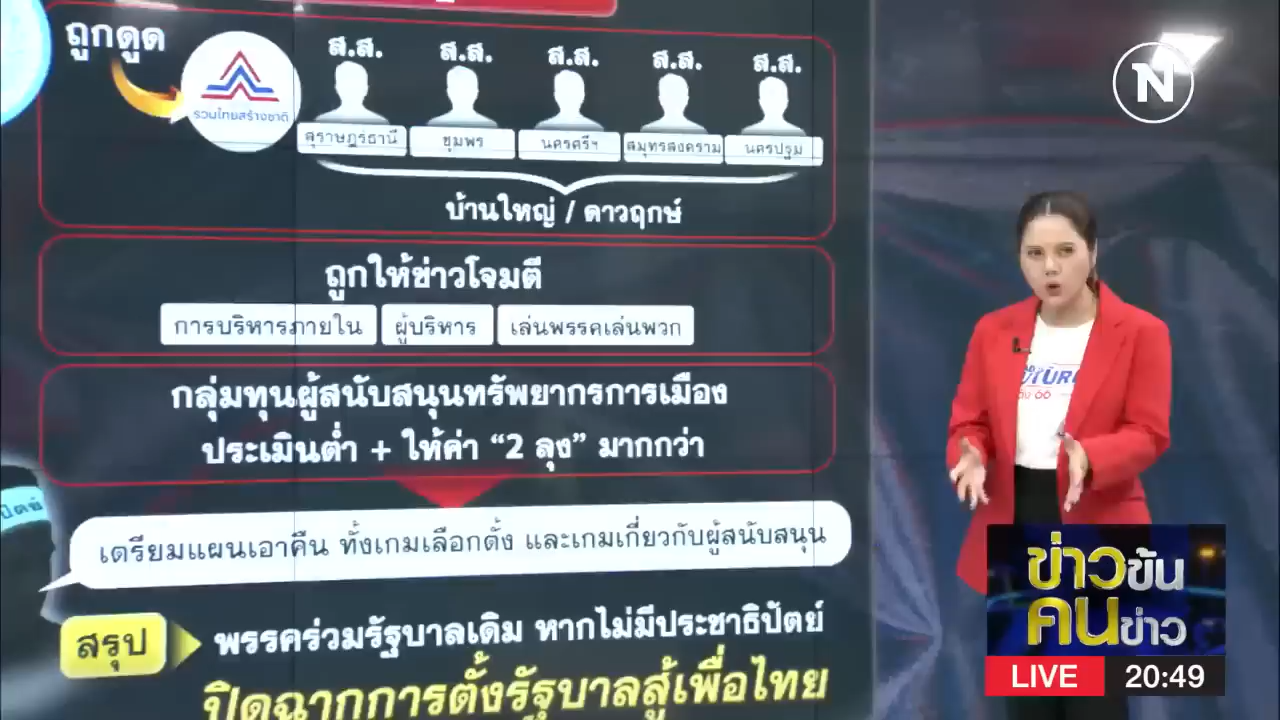 ถูกดูด
รวมไทยสร้างชาติ
ส.ส. ส.ส. ส.ส. ส.ส. ส.ส.
สุราษฎร์ธานี ชุมพร นครศรีฯ สมุทรสงคราม นครปฐม
บ้านใหญ่ / ดาวฤกษ์
ถูกให้ข่าวโจมตี
การบริหารภายใน ผู้บริหาร เล่นพรรคเล่นพวก
กลุ่มทุนผู้สนับสนุนทรัพยากรการเมือง
ประเมินต่ำ + ให้ค่า “2 ลุง” มากกว่า
เตรียมแผนเอาคืน ทั้งเกมเลือกตั้ง และเกมเกี่ยวกับผู้สนับสนุน
สรุป พรรคร่วมรัฐบาลเดิม หากไม่มีประชาธิปัตย์
ปิดฉากการตั้งรัฐบาลสู้เพื่อไทย
N
ข่าวข้น
คนข่าว
LIVE 20:49